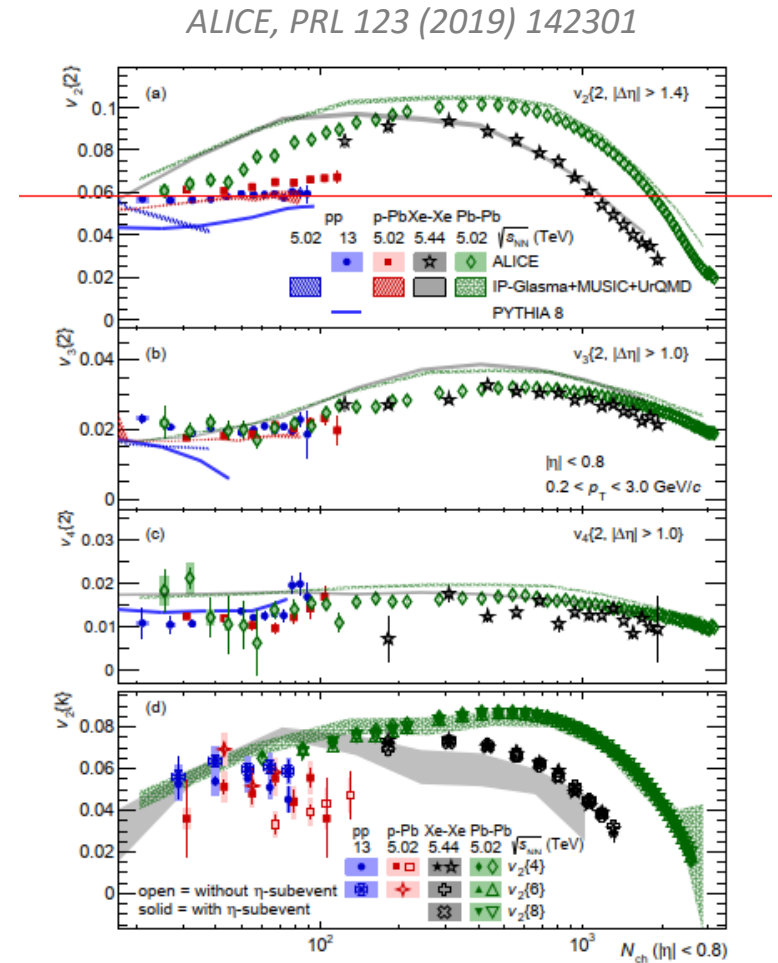 ALICE, PRL 123 (2019) 142301
v₂{2}
(a)
v₂{2, |Δη| > 1.4}
0.1
0.08
0.06
0.04
0.02
0
pp p-Pb Xe-Xe Pb-Pb
5.02 13 5.02 5.44 5.02 √sNN (TeV)
ALICE
IP-Glasma+MUSIC+UrQMD
PYTHIA 8
v₃{2}
(b)
v₃{2, |Δη| > 1.0}
0.04
0.02
0
|η| < 0.8
0.2 < pT < 3.0 GeV/c
v₄{2}
(c)
v₄{2, |Δη| > 1.0}
0.03
0.02
0.01
0
v₂{k}
(d)
0.08
0.06
0.04
0.02
0
pp p-Pb Xe-Xe Pb-Pb
13 5.02 5.44 5.02 √sNN (TeV)
v₂{4}
open = without η-subevent
v₂{6}
solid = with η-subevent
v₂{8}
10² 10³
Nch (|η| < 0.8)